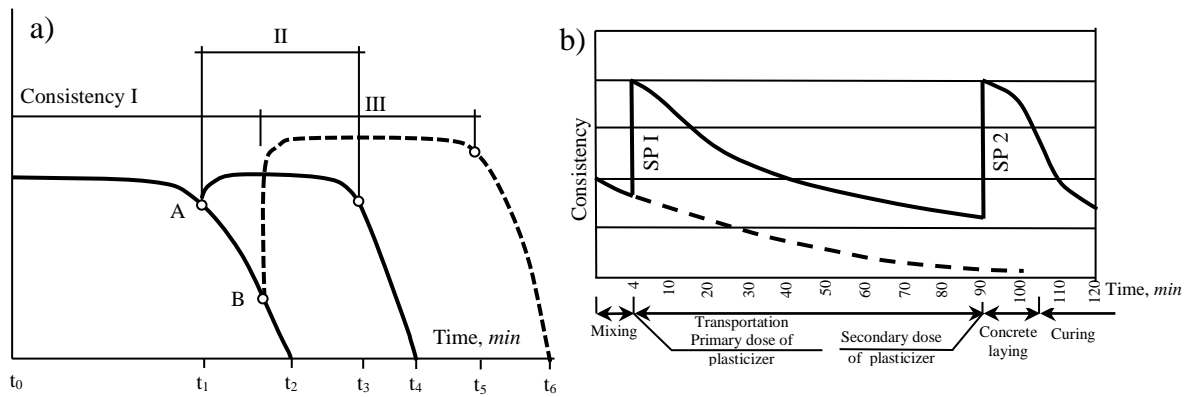 a)
II
Consistency I
III
A
B
Time, min
t0 t1 t2 t3 t4 t5 t6
b)
Consistency
SP I
SP 2
4 10 20 30 40 50 60 70 80 90 100 110 120 Time, min
Mixing
Transportation
Primary dose of
plasticizer
Secondary dose
of plasticizer
Concrete
laying
Curing